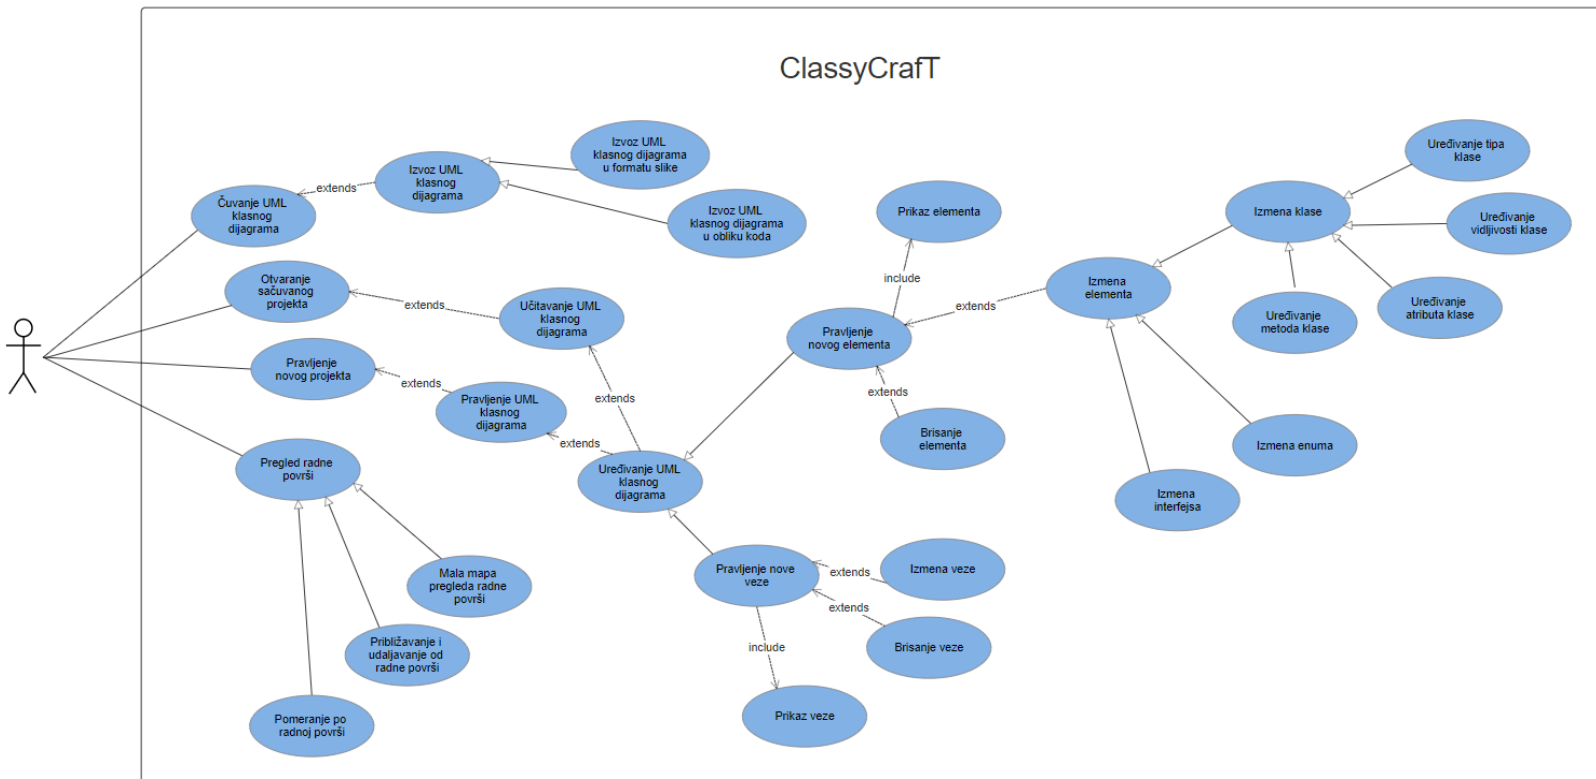 ClassyCrafT
Izvoz UML
klasnog dijagrama
u formatu slike
Izvoz UML
klasnog
dijagrama
extends
Čuvanje UML
klasnog
dijagrama
Izvoz UML
klasnog dijagrama
u obliku koda
Prikaz elementa
Uređivanje tipa
klase
Izmena klase
Uređivanje
vidljivosti klase
Otvaranje
sačuvanog
projekta
extends
Učitavanje UML
klasnog
dijagrama
include
Izmena
elementa
extends
Pravljenje
novog elementa
Uređivanje
metoda klase
Uređivanje
atributa klase
Pravljenje
novog projekta
extends
Pravljenje UML
klasnog
dijagrama
extends
extends
extends
Brisanje
elementa
Izmena enuma
Pregled radne
površi
Uređivanje UML
klasnog
dijagrama
Izmena
interfejsa
Mala mapa
pregleda radne
površi
Pravljenje nove
veze
extends
Izmena veze
extends
Brisanje veze
Približavanje i
udaljavanje od
radne površi
include
Pomeranje po
radnoj površi
Prikaz veze